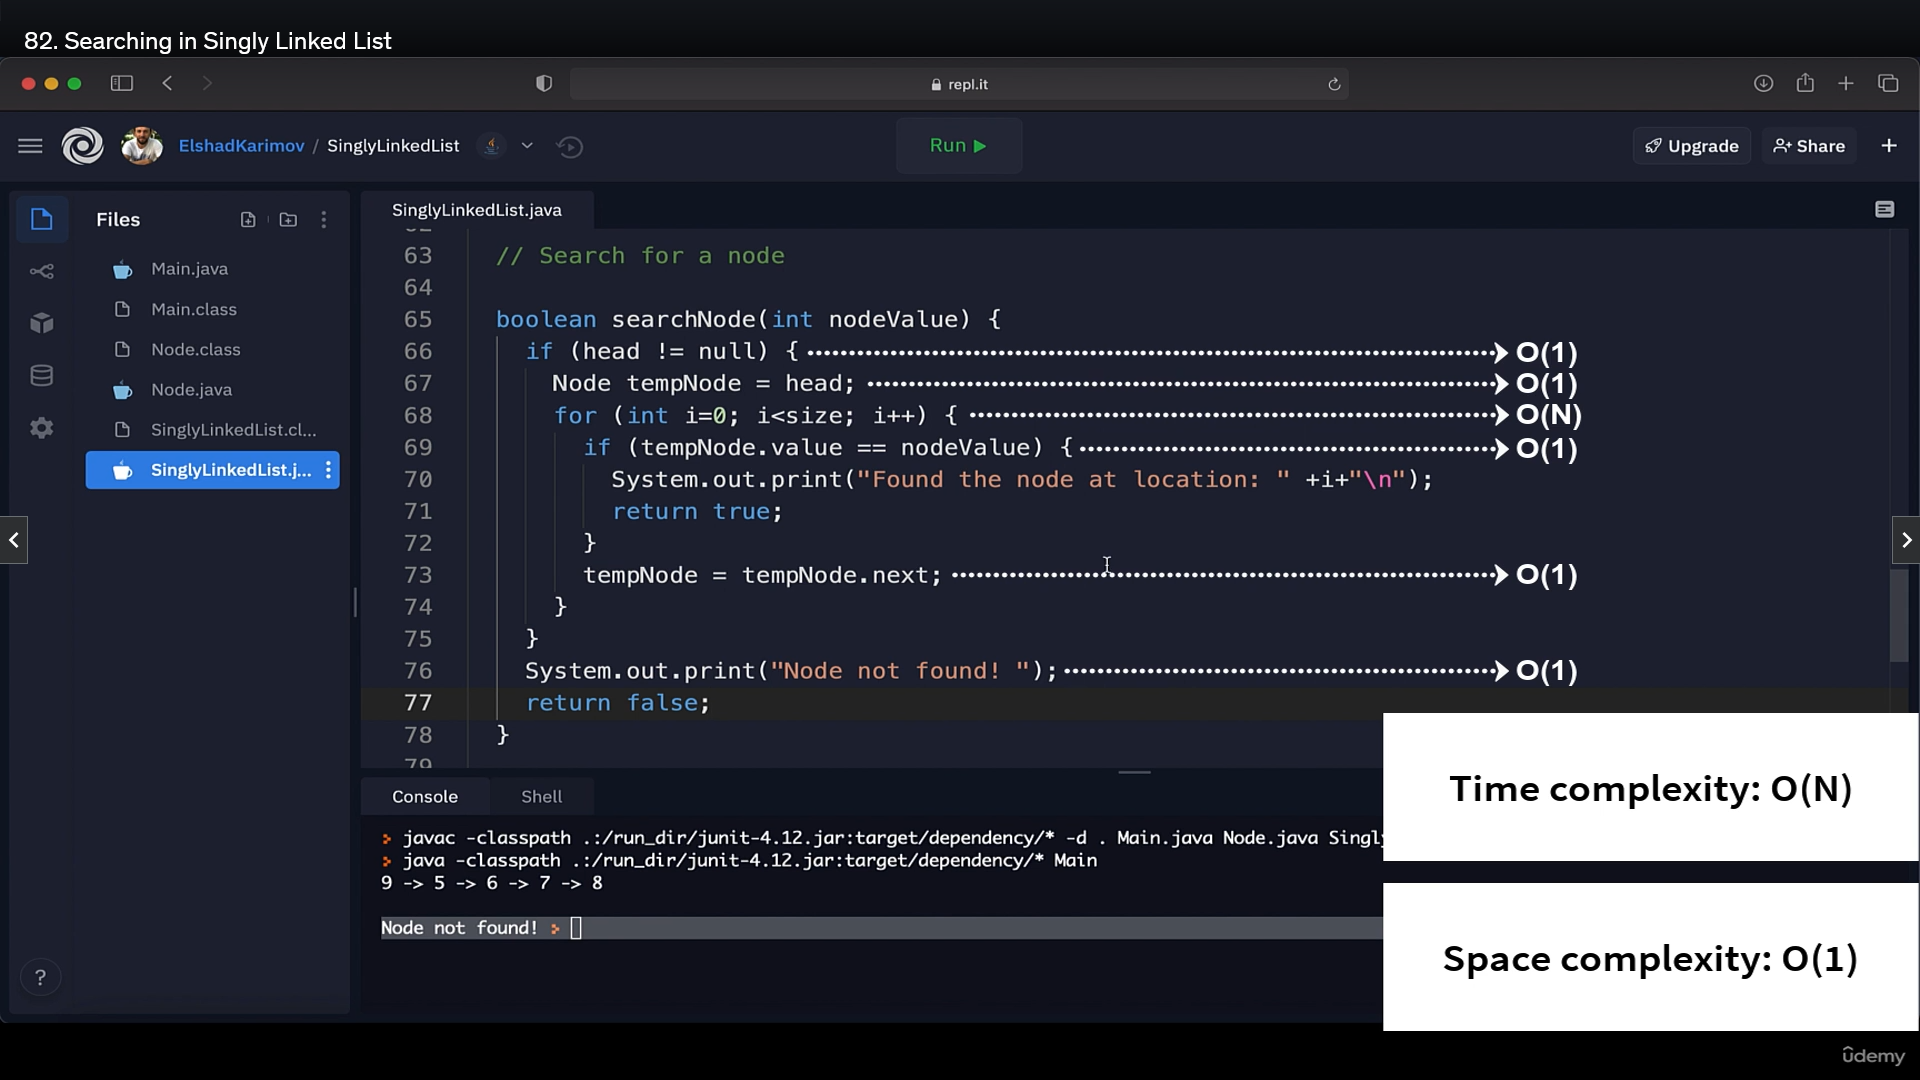 82. Searching in Singly Linked List
repl.it
ElshadKarimov / SinglyLinkedList
Run
Upgrade
Share
Files
Main.java
Main.class
Node.class
Node.java
SinglyLinkedList.cl...
SinglyLinkedList.j...
SinglyLinkedList.java
63 // Search for a node
64
65 boolean searchNode(int nodeValue) {
66 if (head != null) { O(1)
67 Node tempNode = head; O(1)
68 for (int i=0; i<size; i++) { O(N)
69 if (tempNode.value == nodeValue) { O(1)
70 System.out.print("Found the node at location: " +i+"\n");
71 return true;
72 }
73 tempNode = tempNode.next; O(1)
74 }
75 }
76 System.out.print("Node not found! "); O(1)
77 return false;
78 }
79
Console Shell
javac -classpath .:/run_dir/junit-4.12.jar:target/dependency/* -d . Main.java Node.java Singly
java -classpath .:/run_dir/junit-4.12.jar:target/dependency/* Main
9 -> 5 -> 6 -> 7 -> 8
Node not found!
Time complexity: O(N)
Space complexity: O(1)
?
ûdemy